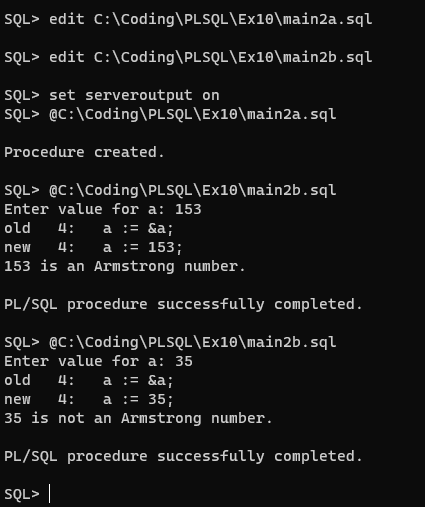 SQL> edit C:\Coding\PLSQL\Ex10\main2a.sql
SQL> edit C:\Coding\PLSQL\Ex10\main2b.sql
SQL> set serveroutput on
SQL> @C:\Coding\PLSQL\Ex10\main2a.sql
Procedure created.
SQL> @C:\Coding\PLSQL\Ex10\main2b.sql
Enter value for a: 153
old   4:   a := &a;
new   4:   a := 153;
153 is an Armstrong number.
PL/SQL procedure successfully completed.
SQL> @C:\Coding\PLSQL\Ex10\main2b.sql
Enter value for a: 35
old   4:   a := &a;
new   4:   a := 35;
35 is not an Armstrong number.
PL/SQL procedure successfully completed.
SQL>